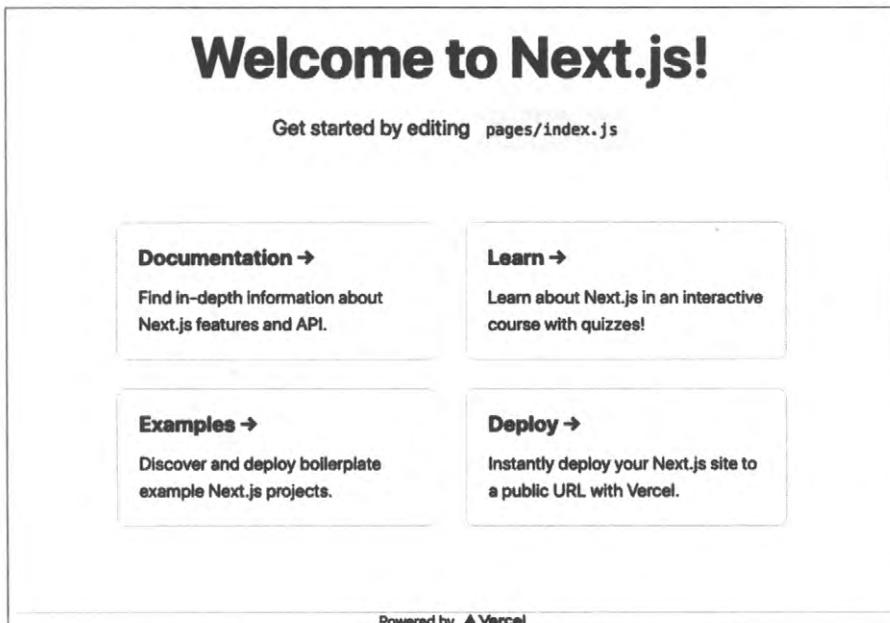 Welcome to Next.js!
Get started by editing pages/index.js
Documentation →
Find in-depth information about
Next.js features and API.
Learn →
Learn about Next.js in an interactive
course with quizzes!
Examples →
Discover and deploy boilerplate
example Next.js projects.
Deploy →
Instantly deploy your Next.js site to
a public URL with Vercel.
Powered by ▲ Vercel